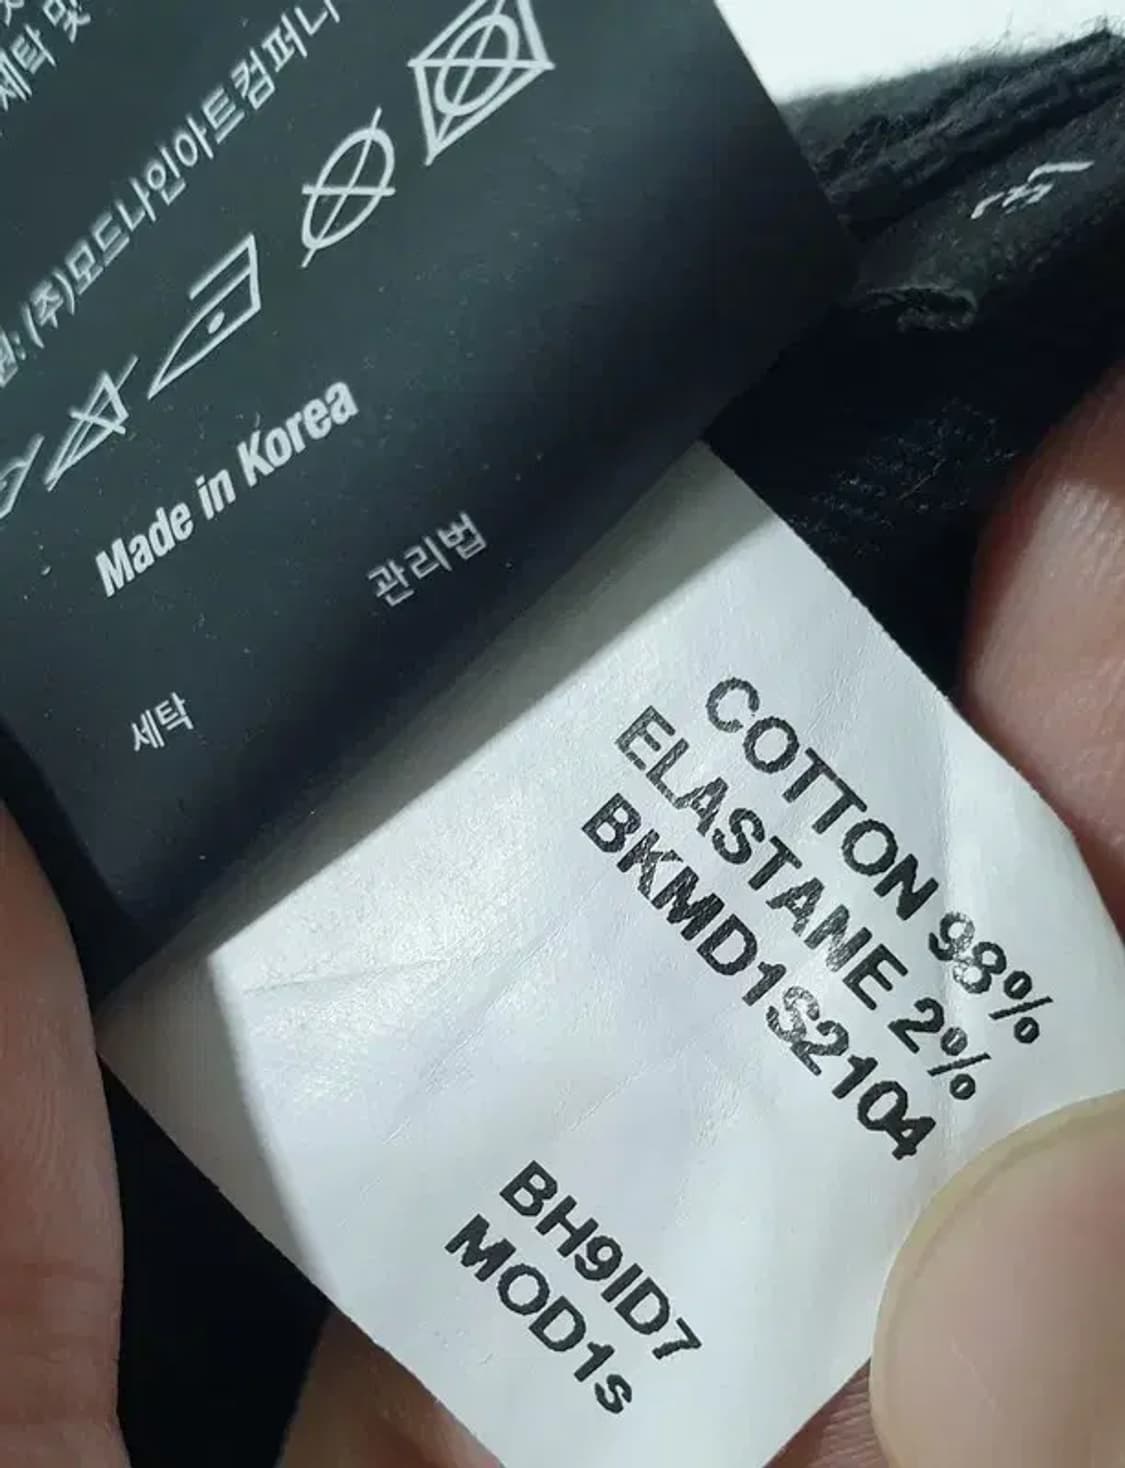 세탁 및
원: (주)모드나인아트컴퍼니
Made in Korea
관리법
세탁
COTTON 98%
ELASTANE 2%
BKMD1S2104
BH9ID7
MOD1s